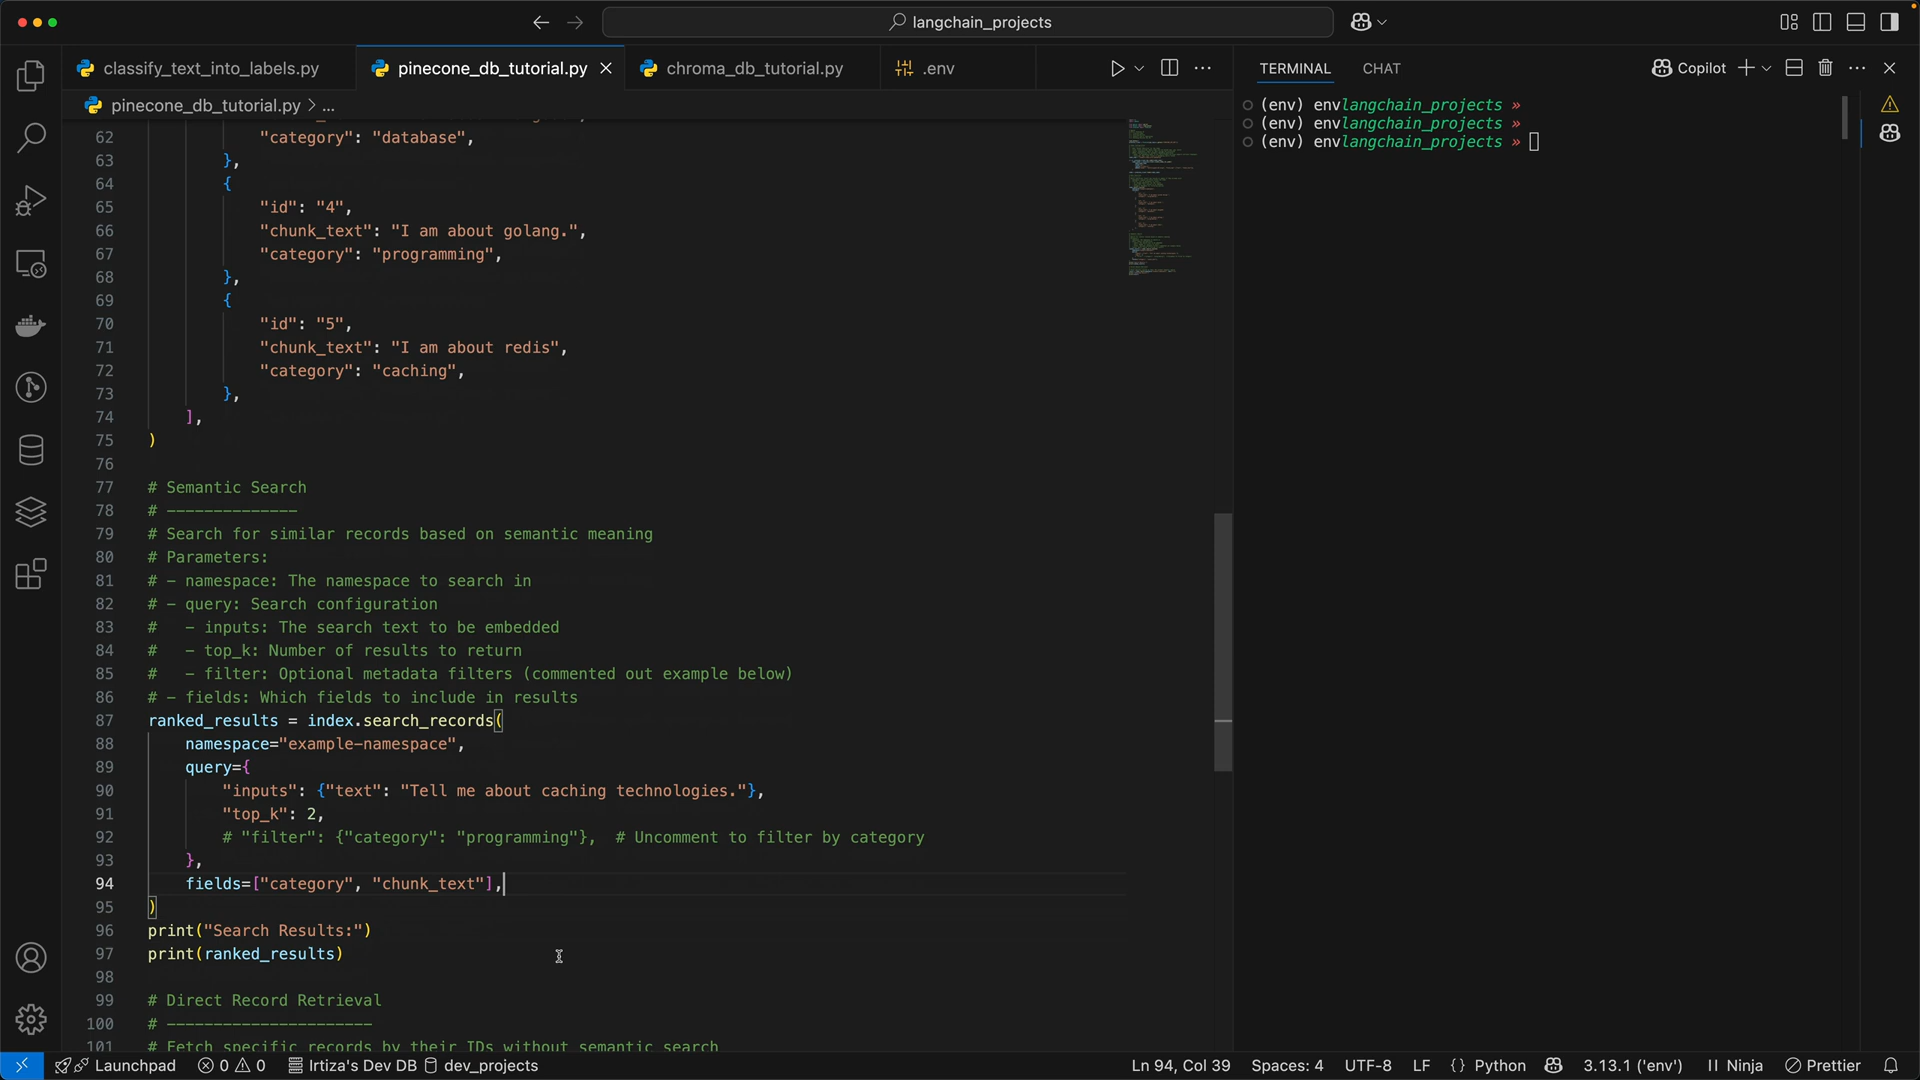 langchain_projects
classify_text_into_labels.py
pinecone_db_tutorial.py
chroma_db_tutorial.py
.env
pinecone_db_tutorial.py > ...
62 "category": "database",
63 },
64 {
65 "id": "4",
66 "chunk_text": "I am about golang.",
67 "category": "programming",
68 },
69 {
70 "id": "5",
71 "chunk_text": "I am about redis",
72 "category": "caching",
73 },
74 ],
75 )
76
77 # Semantic Search
78 # --------------
79 # Search for similar records based on semantic meaning
80 # Parameters:
81 # - namespace: The namespace to search in
82 # - query: Search configuration
83 #   - inputs: The search text to be embedded
84 #   - top_k: Number of results to return
85 #   - filter: Optional metadata filters (commented out example below)
86 # - fields: Which fields to include in results
87 ranked_results = index.search_records(
88 namespace="example-namespace",
89 query={
90 "inputs": {"text": "Tell me about caching technologies."},
91 "top_k": 2,
92 # "filter": {"category": "programming"},  # Uncomment to filter by category
93 },
94 fields=["category", "chunk_text"],
95 )
96 print("Search Results:")
97 print(ranked_results)
98
99 # Direct Record Retrieval
100 # ----------------------
101 # Fetch specific records by their IDs without semantic search
TERMINAL
CHAT
Copilot
(env) envlangchain_projects »
(env) envlangchain_projects »
(env) envlangchain_projects »
Launchpad
0
0
Irtiza's Dev DB
dev_projects
Ln 94, Col 39
Spaces: 4
UTF-8
LF
{} Python
3.13.1 ('env')
Ninja
Prettier